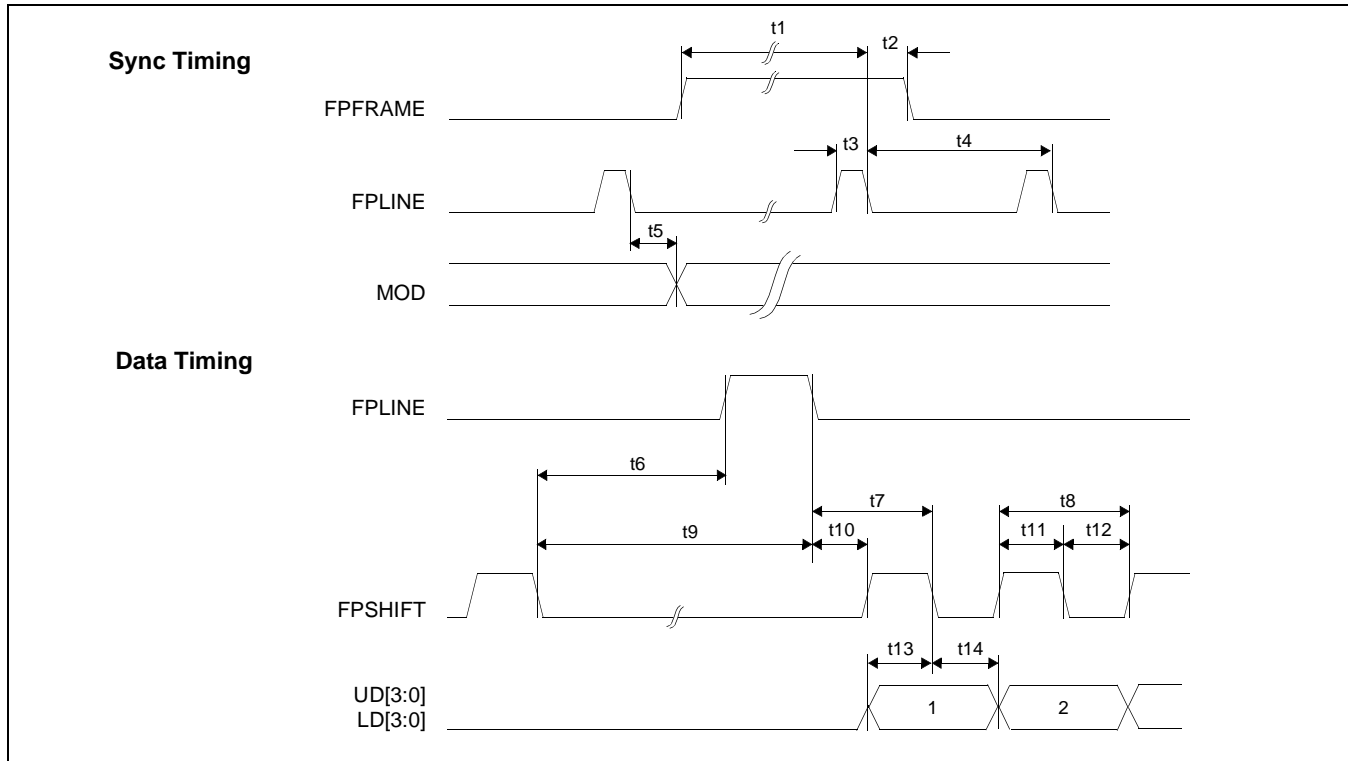 Sync Timing
t1
t2
FPFRAME
t3
t4
FPLINE
t5
MOD
Data Timing
FPLINE
t6
t7
t8
t9
t10
t11
t12
FPSHIFT
t13
t14
UD[3:0]
LD[3:0]
1
2